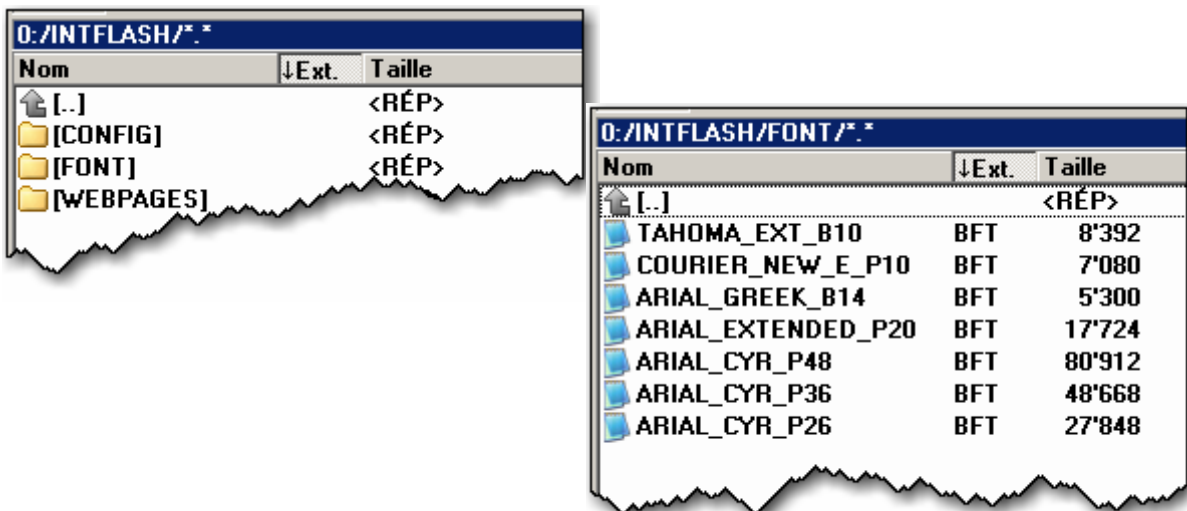 0:/INTFLASH/*.*
Nom ↓Ext. Taille
[..] <RÉP>
[CONFIG] <RÉP>
[FONT] <RÉP>
[WEBPAGES]
0:/INTFLASH/FONT/*.*
Nom ↓Ext. Taille
[..] <RÉP>
TAHOMA_EXT_B10 BFT 8'392
COURIER_NEW_E_P10 BFT 7'080
ARIAL_GREEK_B14 BFT 5'300
ARIAL_EXTENDED_P20 BFT 17'724
ARIAL_CYR_P48 BFT 80'912
ARIAL_CYR_P36 BFT 48'668
ARIAL_CYR_P26 BFT 27'848